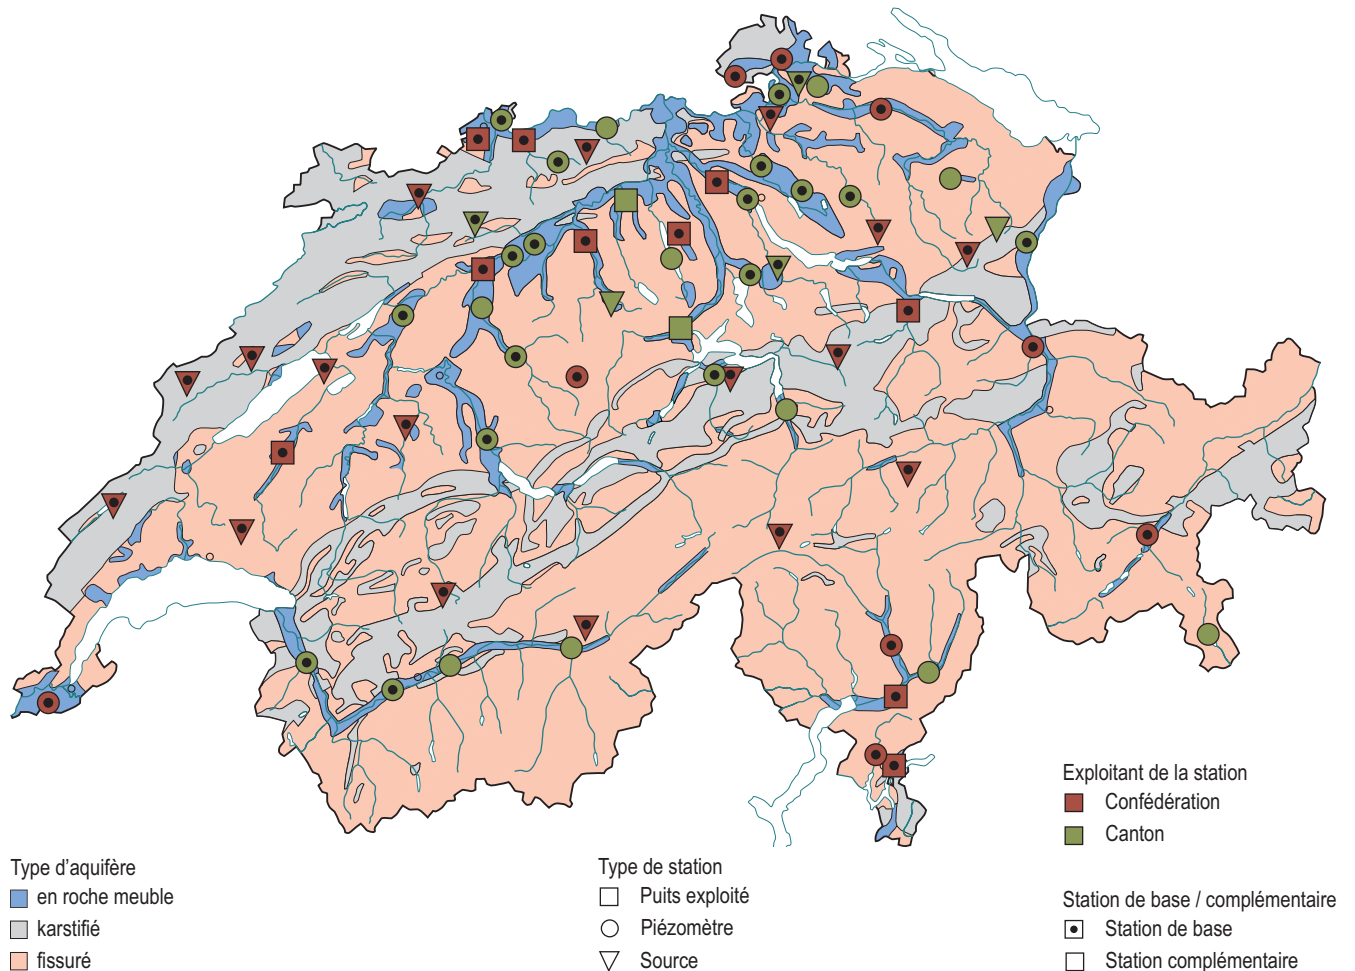 Exploitant de la station
Confédération
Canton
Type d'aquifère
en roche meuble
karstifié
fissuré
Type de station
Puits exploité
Piézomètre
Source
Station de base / complémentaire
Station de base
Station complémentaire